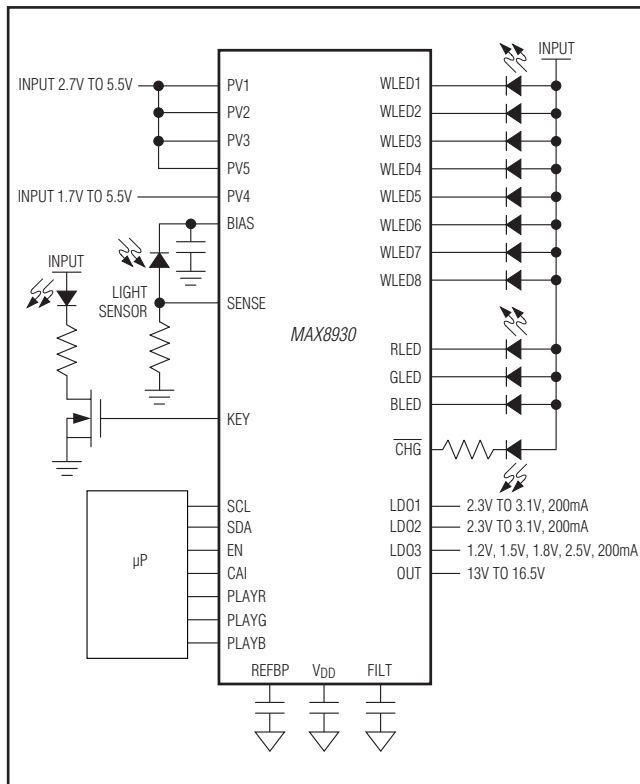 INPUT 2.7V TO 5.5V
PV1
PV2
PV3
PV5
INPUT 1.7V TO 5.5V
PV4
BIAS
INPUT
LIGHT
SENSOR
SENSE
KEY
µP
SCL
SDA
EN
CAI
PLAYR
PLAYG
PLAYB
MAX8930
INPUT
WLED1
WLED2
WLED3
WLED4
WLED5
WLED6
WLED7
WLED8
RLED
GLED
BLED
CHG
LDO1 2.3V TO 3.1V, 200mA
LDO2 2.3V TO 3.1V, 200mA
LDO3 1.2V, 1.5V, 1.8V, 2.5V, 200mA
OUT 13V TO 16.5V
REFBP VDD FILT